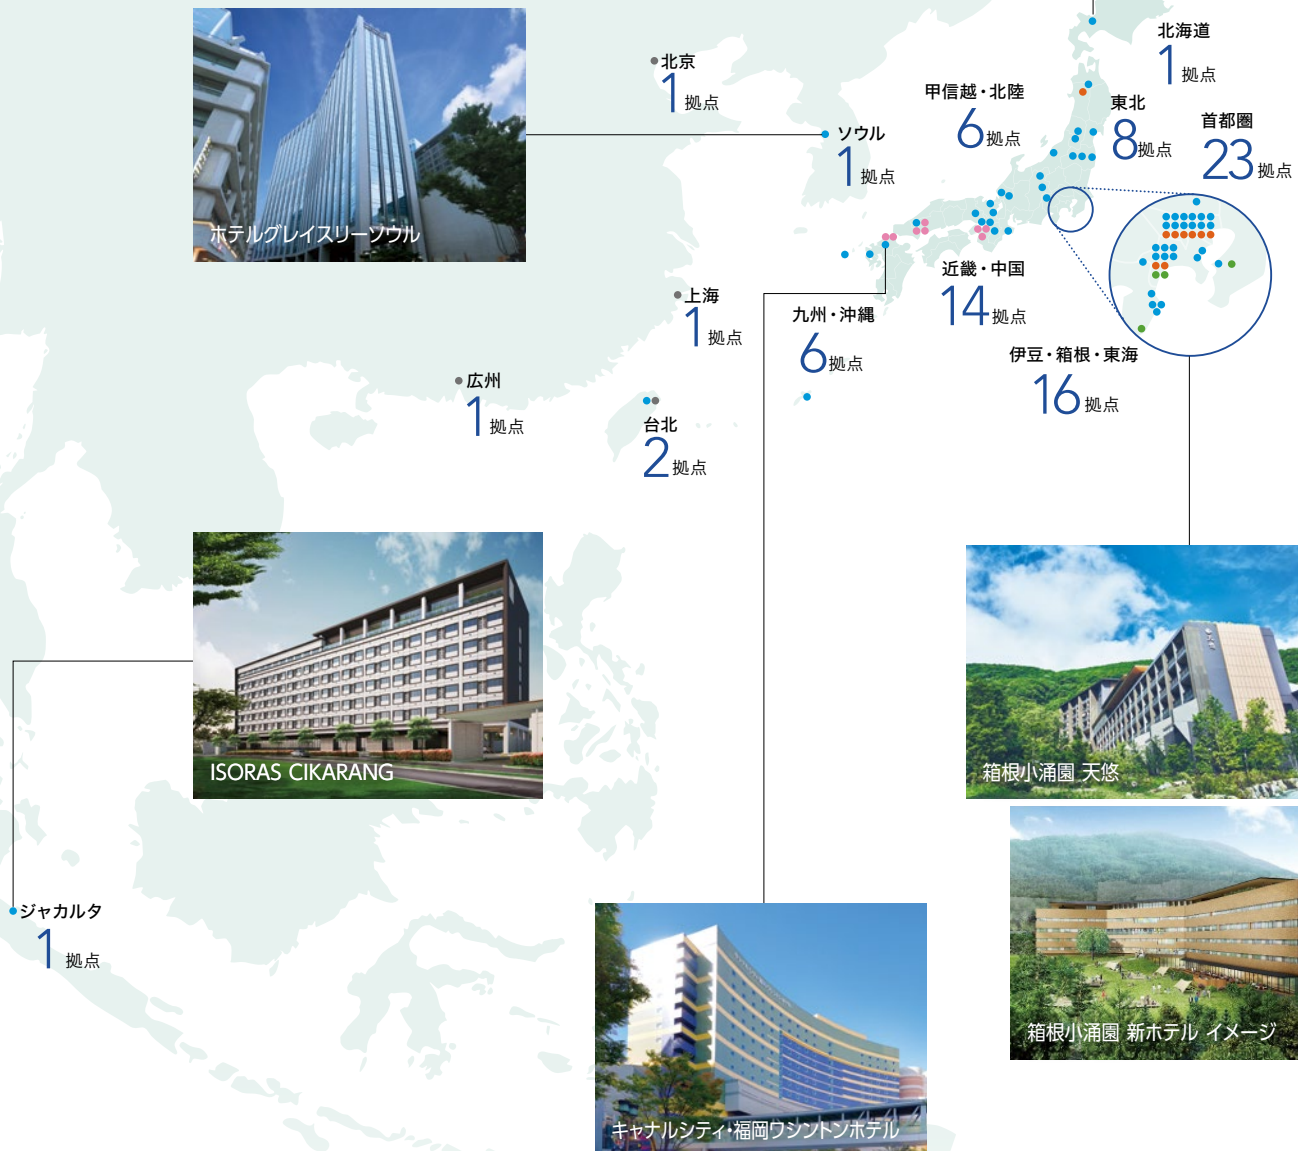 北海道
1拠点
北京
1拠点
甲信越・北陸
6拠点
東北
8拠点
首都圏
23拠点
ソウル
1拠点
ホテルグレイスリーソウル
近畿・中国
14拠点
上海
1拠点
九州・沖縄
6拠点
伊豆・箱根・東海
16拠点
広州
1拠点
台北
2拠点
ISORAS CIKARANG
箱根小涌園 天悠
ジャカルタ
1拠点
箱根小涌園 新ホテル イメージ
キャナルシティ・福岡ワシントンホテル